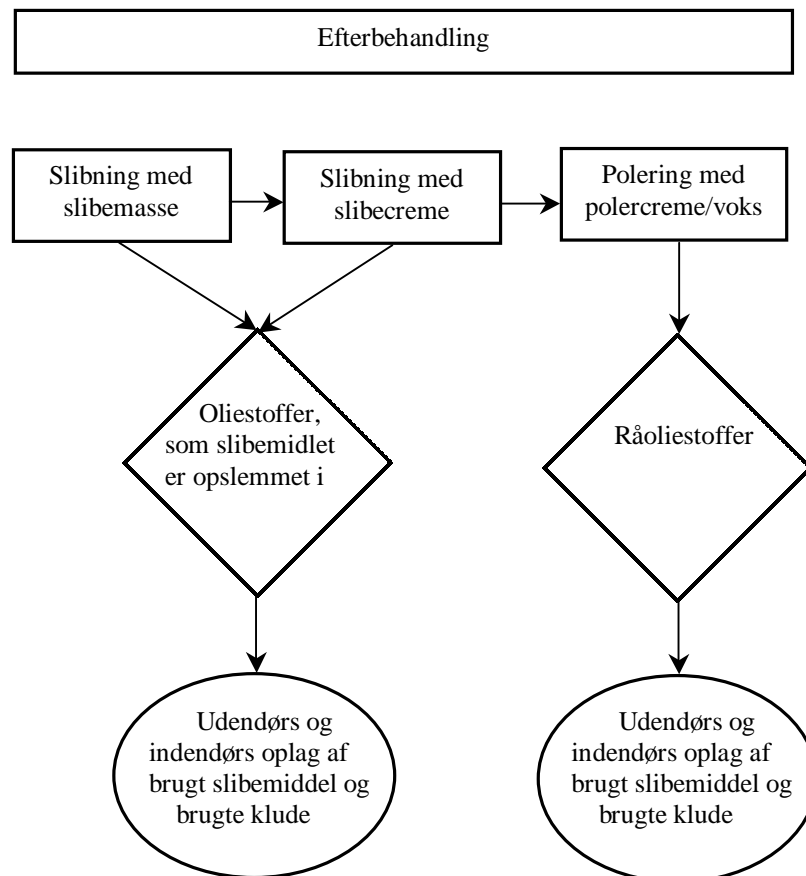 Efterbehandling
Slibning med
slibemasse
Slibning med
slibecreme
Polering med
polercreme/voks
Oliestoffer,
som slibemidlet
er opslemmet i
Råoliestoffer
Udendørs og
indendørs oplag af
brugt slibemiddel og
brugte klude
Udendørs og
indendørs oplag af
brugt slibemiddel og
brugte klude